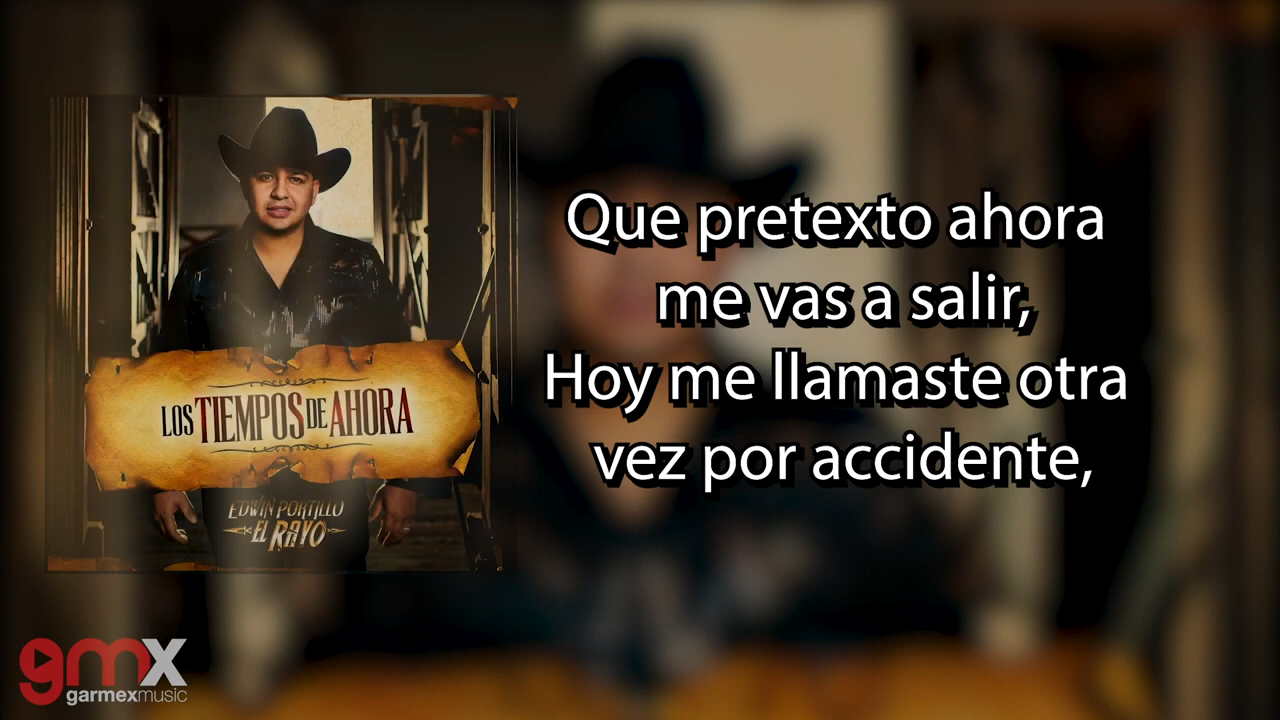 LOS TIEMPOS DE AHORA
EDWIN PORTILLO
EL RAYO
Que pretexto ahora
me vas a salir,
Hoy me llamaste otra
vez por accidente,
gmx
garmexmusic